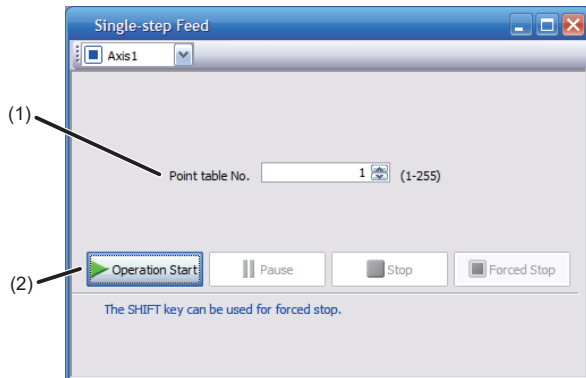 Single-step Feed
Axis1
(1)
Point table No. 1 (1-255)
(2)
Operation Start Pause Stop Forced Stop
The SHIFT key can be used for forced stop.